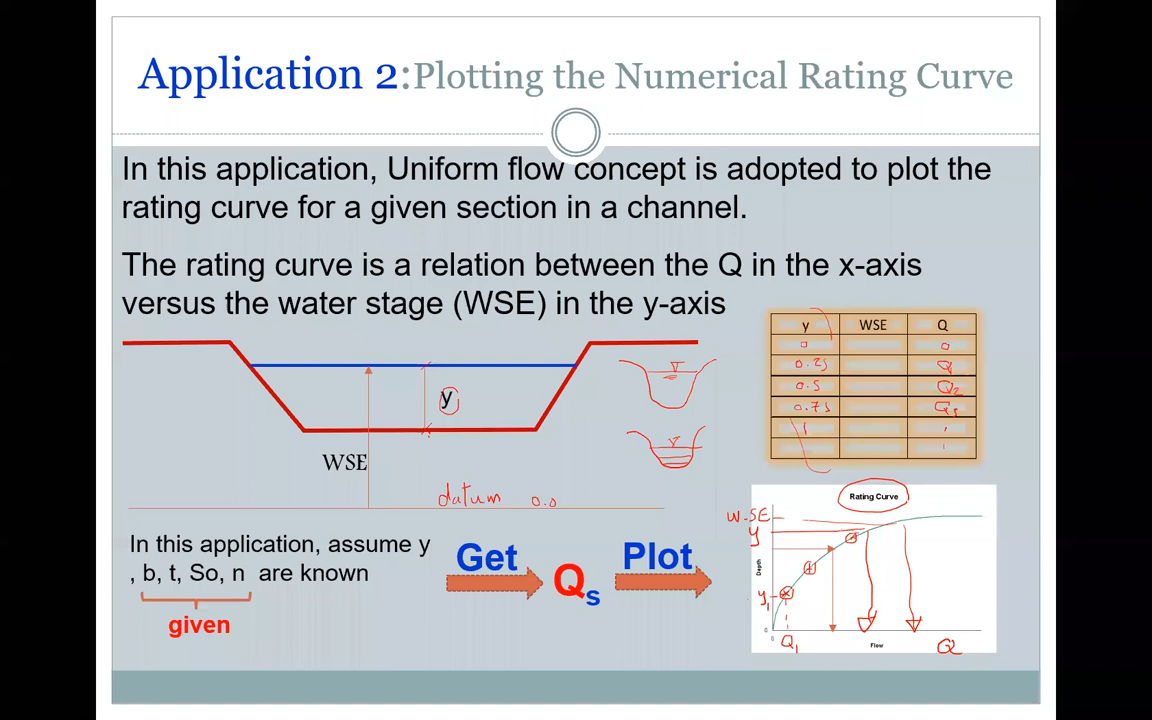 Application 2:Plotting the Numerical Rating Curve
In this application, Uniform flow concept is adopted to plot the
rating curve for a given section in a channel.
The rating curve is a relation between the Q in the x-axis
versus the water stage (WSE) in the y-axis
y WSE Q
0 0
0.25 Q1
0.5 Q2
0.75 Q3
1
y
WSE
datum 0.0
In this application, assume y
, b, t, So, n are known
given
Get
Qs
Plot
Rating Curve
W.SE
y
Depth
y1
0
0
Q1
Flow
Q